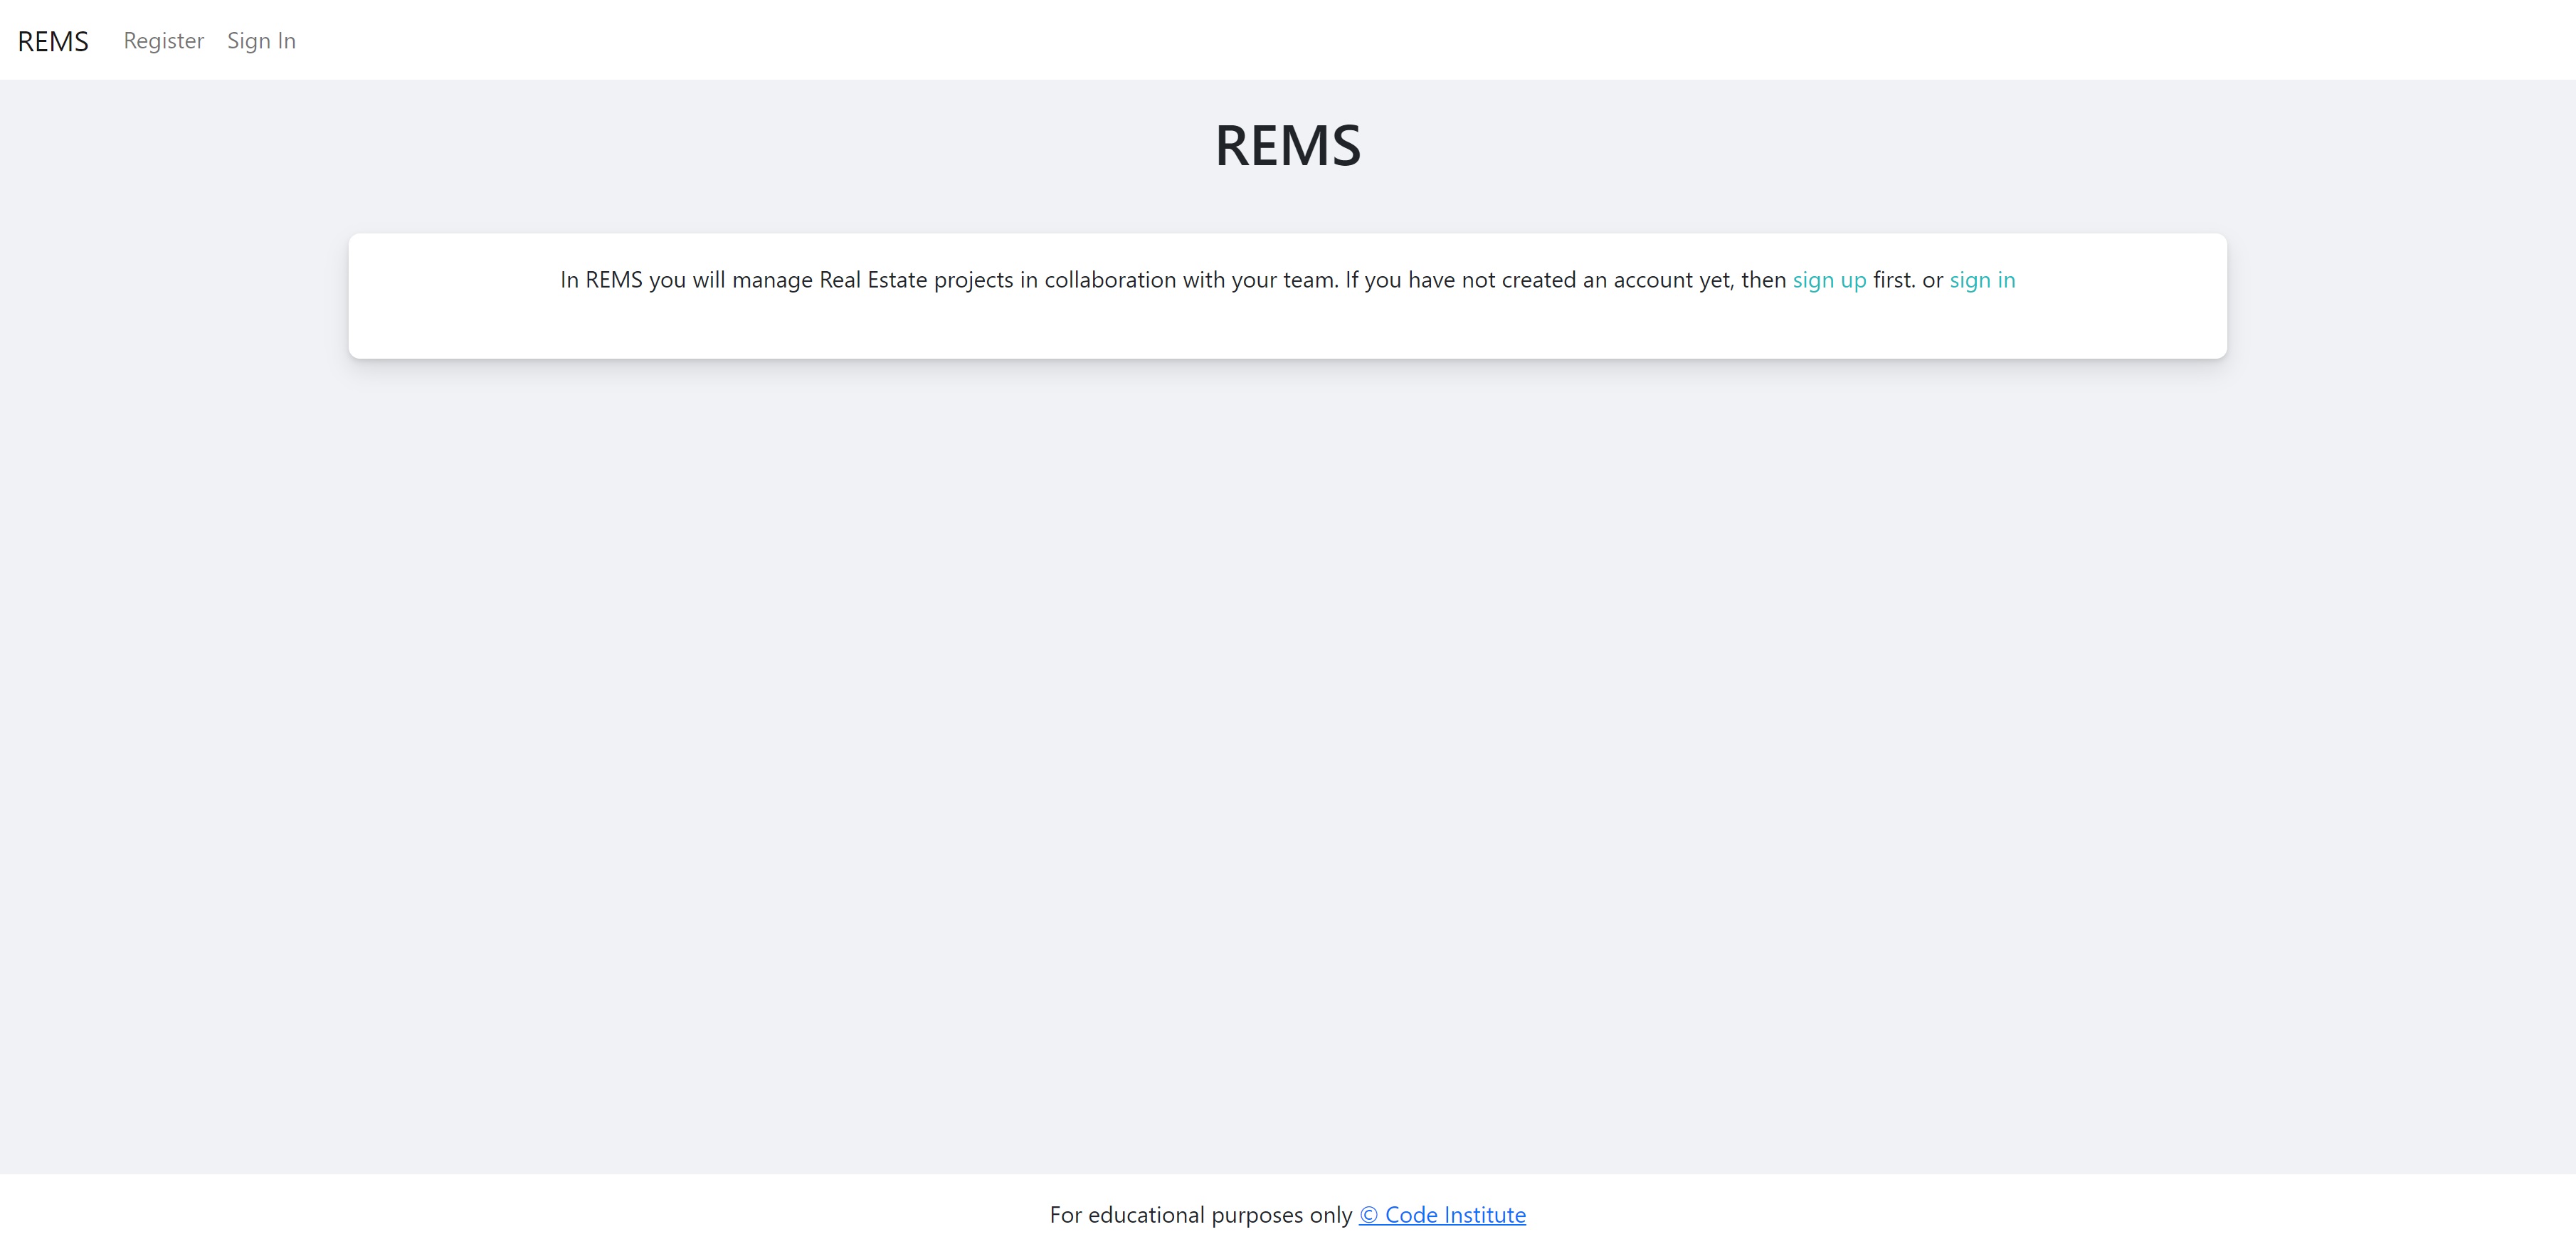 REMS Register Sign In
REMS
In REMS you will manage Real Estate projects in collaboration with your team. If you have not created an account yet, then sign up first. or sign in
For educational purposes only © Code Institute